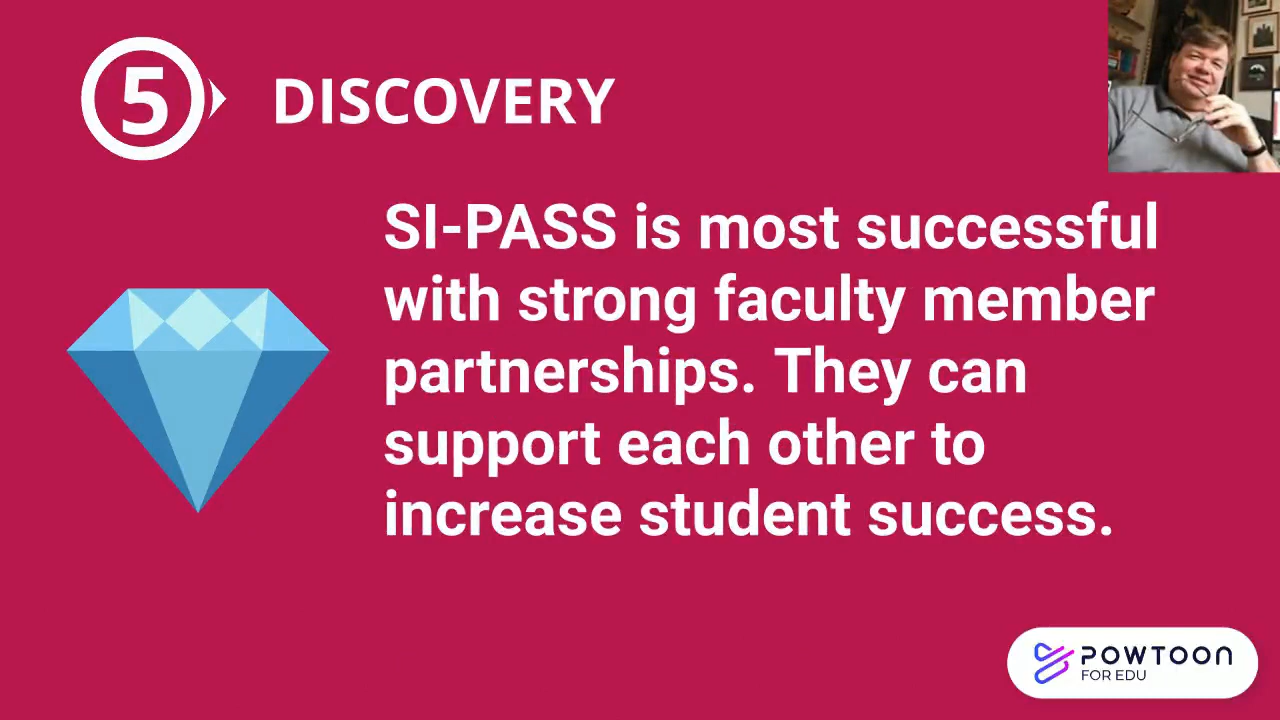 5
DISCOVERY
SI-PASS is most successful
with strong faculty member
partnerships. They can
support each other to
increase student success.
POWTOON
FOR EDU